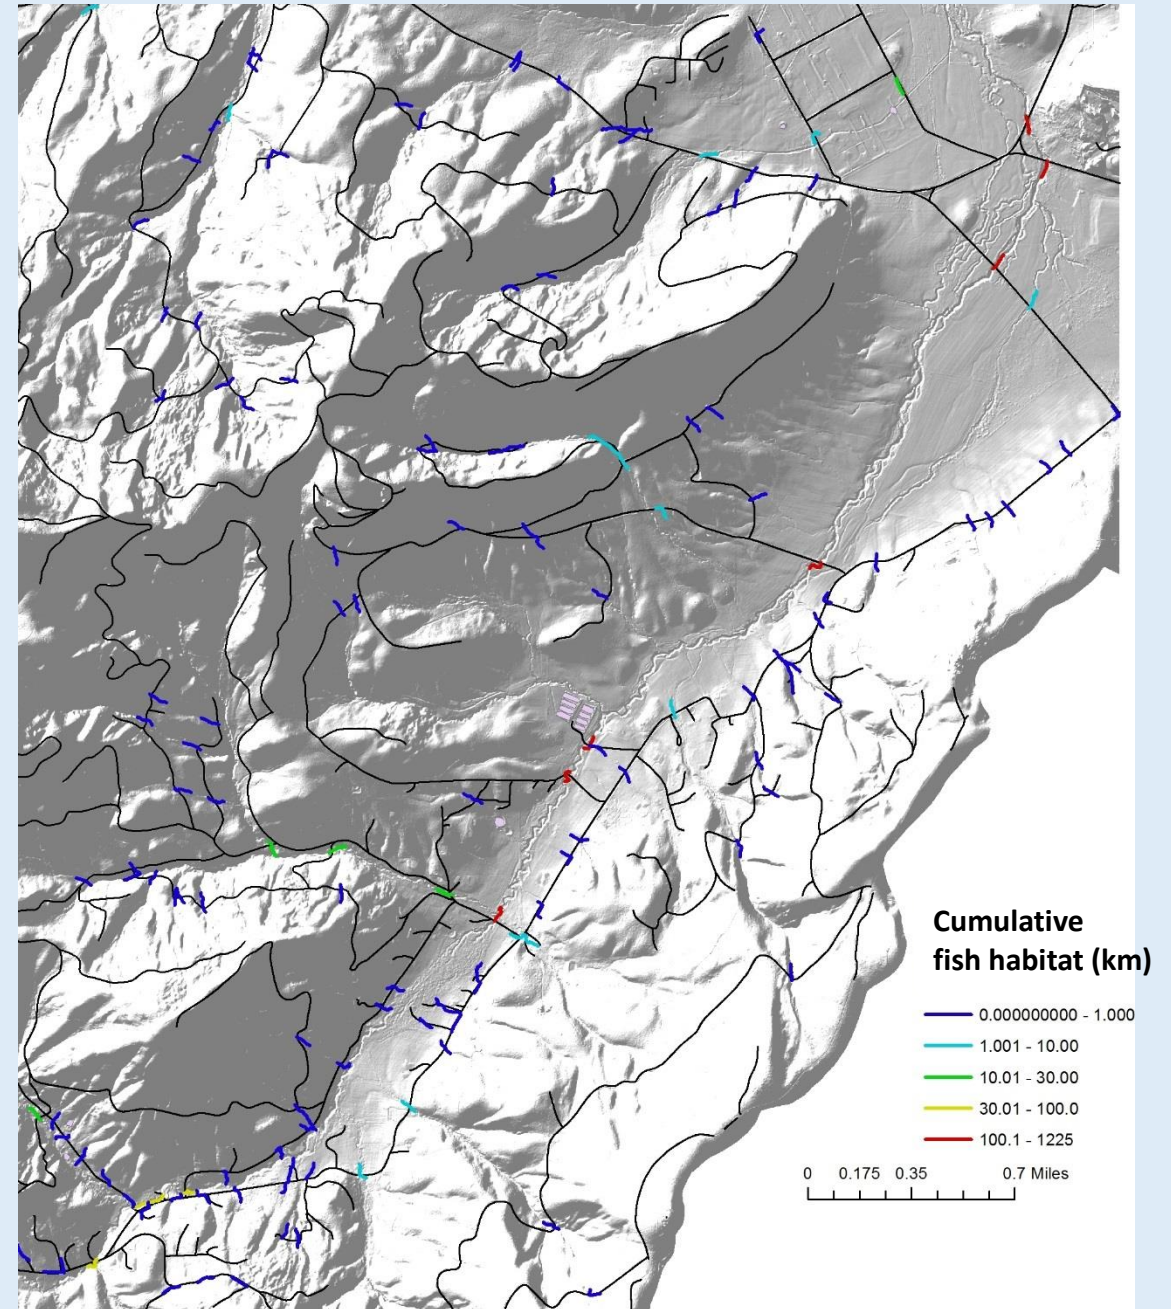 Cumulative
fish habitat (km)
0.000000000 - 1.000
1.001 - 10.00
10.01 - 30.00
30.01 - 100.0
100.1 - 1225
0 0.175 0.35 0.7 Miles